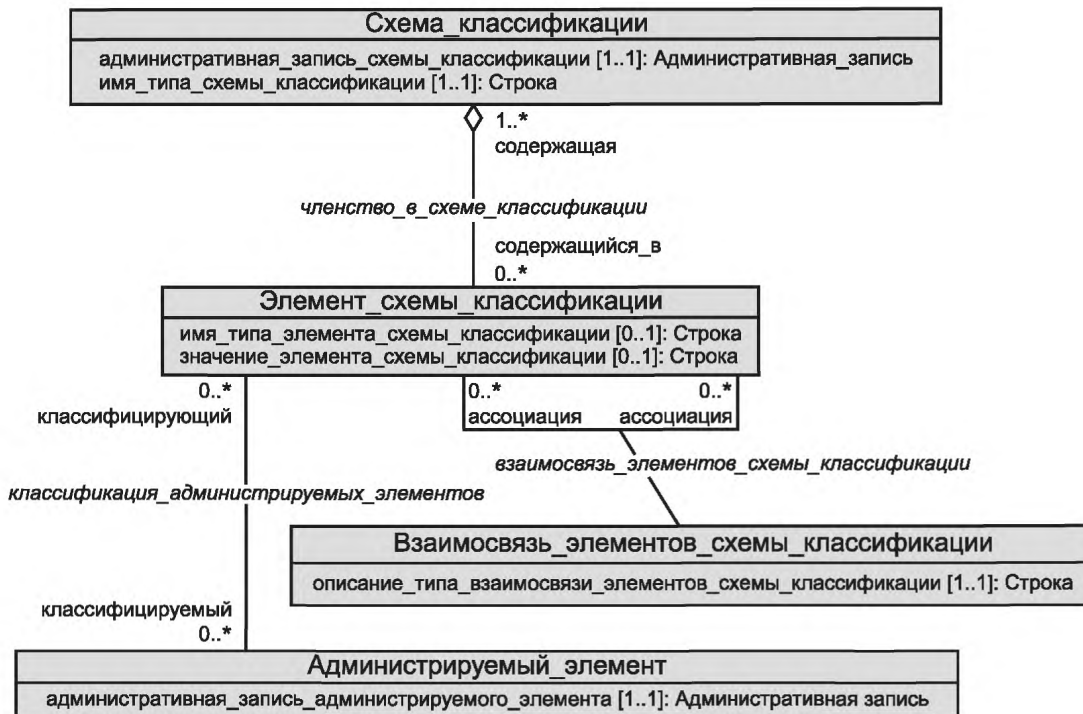 Схема_классификации
административная_запись_схемы_классификации [1..1]: Административная_запись
имя_типа_схемы_классификации [1..1]: Строка
1..*
содержащая
членство_в_схеме_классификации
содержащийся_в
0..*
Элемент_схемы_классификации
имя_типа_элемента_схемы_классификации [0..1]: Строка
значение_элемента_схемы_классификации [0..1]: Строка
0..*
классифицирующий
0..*
0..*
ассоциация
ассоциация
взаимосвязь_элементов_схемы_классификации
классификация_администрируемых_элементов
Взаимосвязь_элементов_схемы_классификации
описание_типа_взаимосвязи_элементов_схемы_классификации [1..1]: Строка
классифицируемый
0..*
Администрируемый_элемент
административная_запись_администрируемого_элемента [1..1]: Административная запись